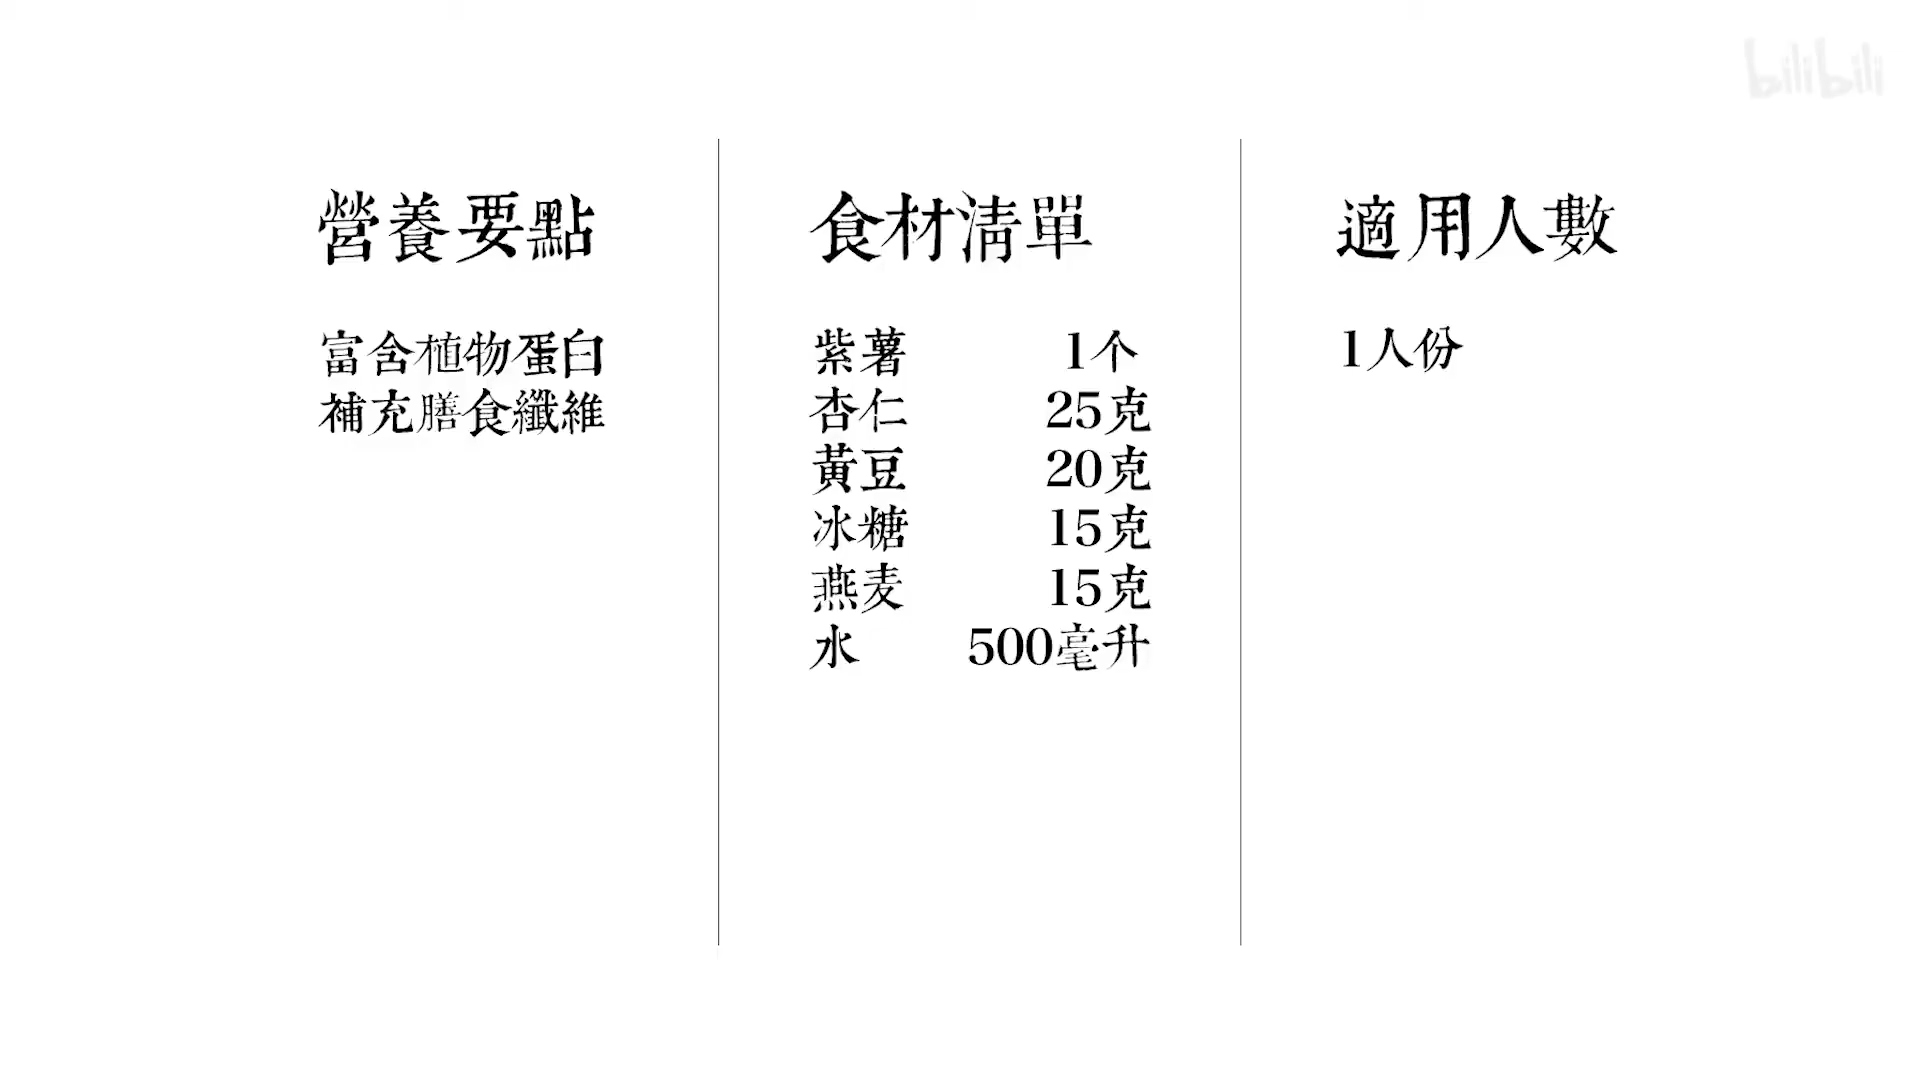 bilibili
營養要點
富含植物蛋白
補充膳食纖維
食材清單
紫薯 1个
杏仁 25克
黃豆 20克
冰糖 15克
燕麦 15克
水 500毫升
適用人數
1人份